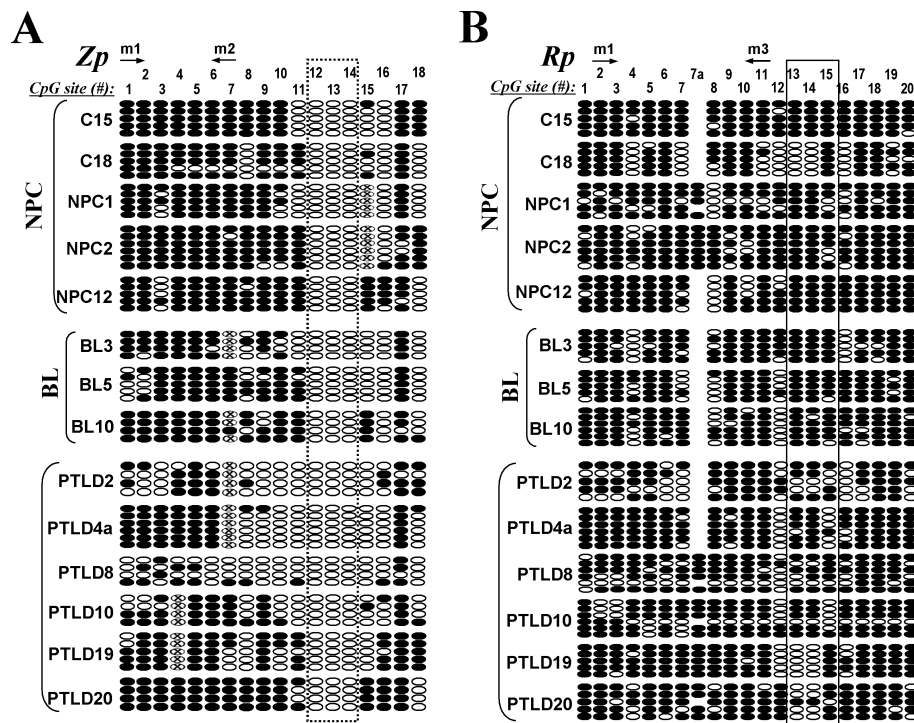 A
Zp
m1
m2
2 4 6 8 10 12 14 16 18
CpG site (#): 1 3 5 7 9 11 13 15 17
NPC
C15
C18
NPC1
NPC2
NPC12
BL
BL3
BL5
BL10
PTLD2
PTLD4a
PTLD8
PTLD10
PTLD19
PTLD20
B
Rp
m1
m3
2 4 6 7a 9 11 13 15 17 19
CpG site (#): 1 3 5 7 8 10 12 14 16 18 20
NPC
C15
C18
NPC1
NPC2
NPC12
BL
BL3
BL5
BL10
PTLD2
PTLD4a
PTLD8
PTLD10
PTLD19
PTLD20